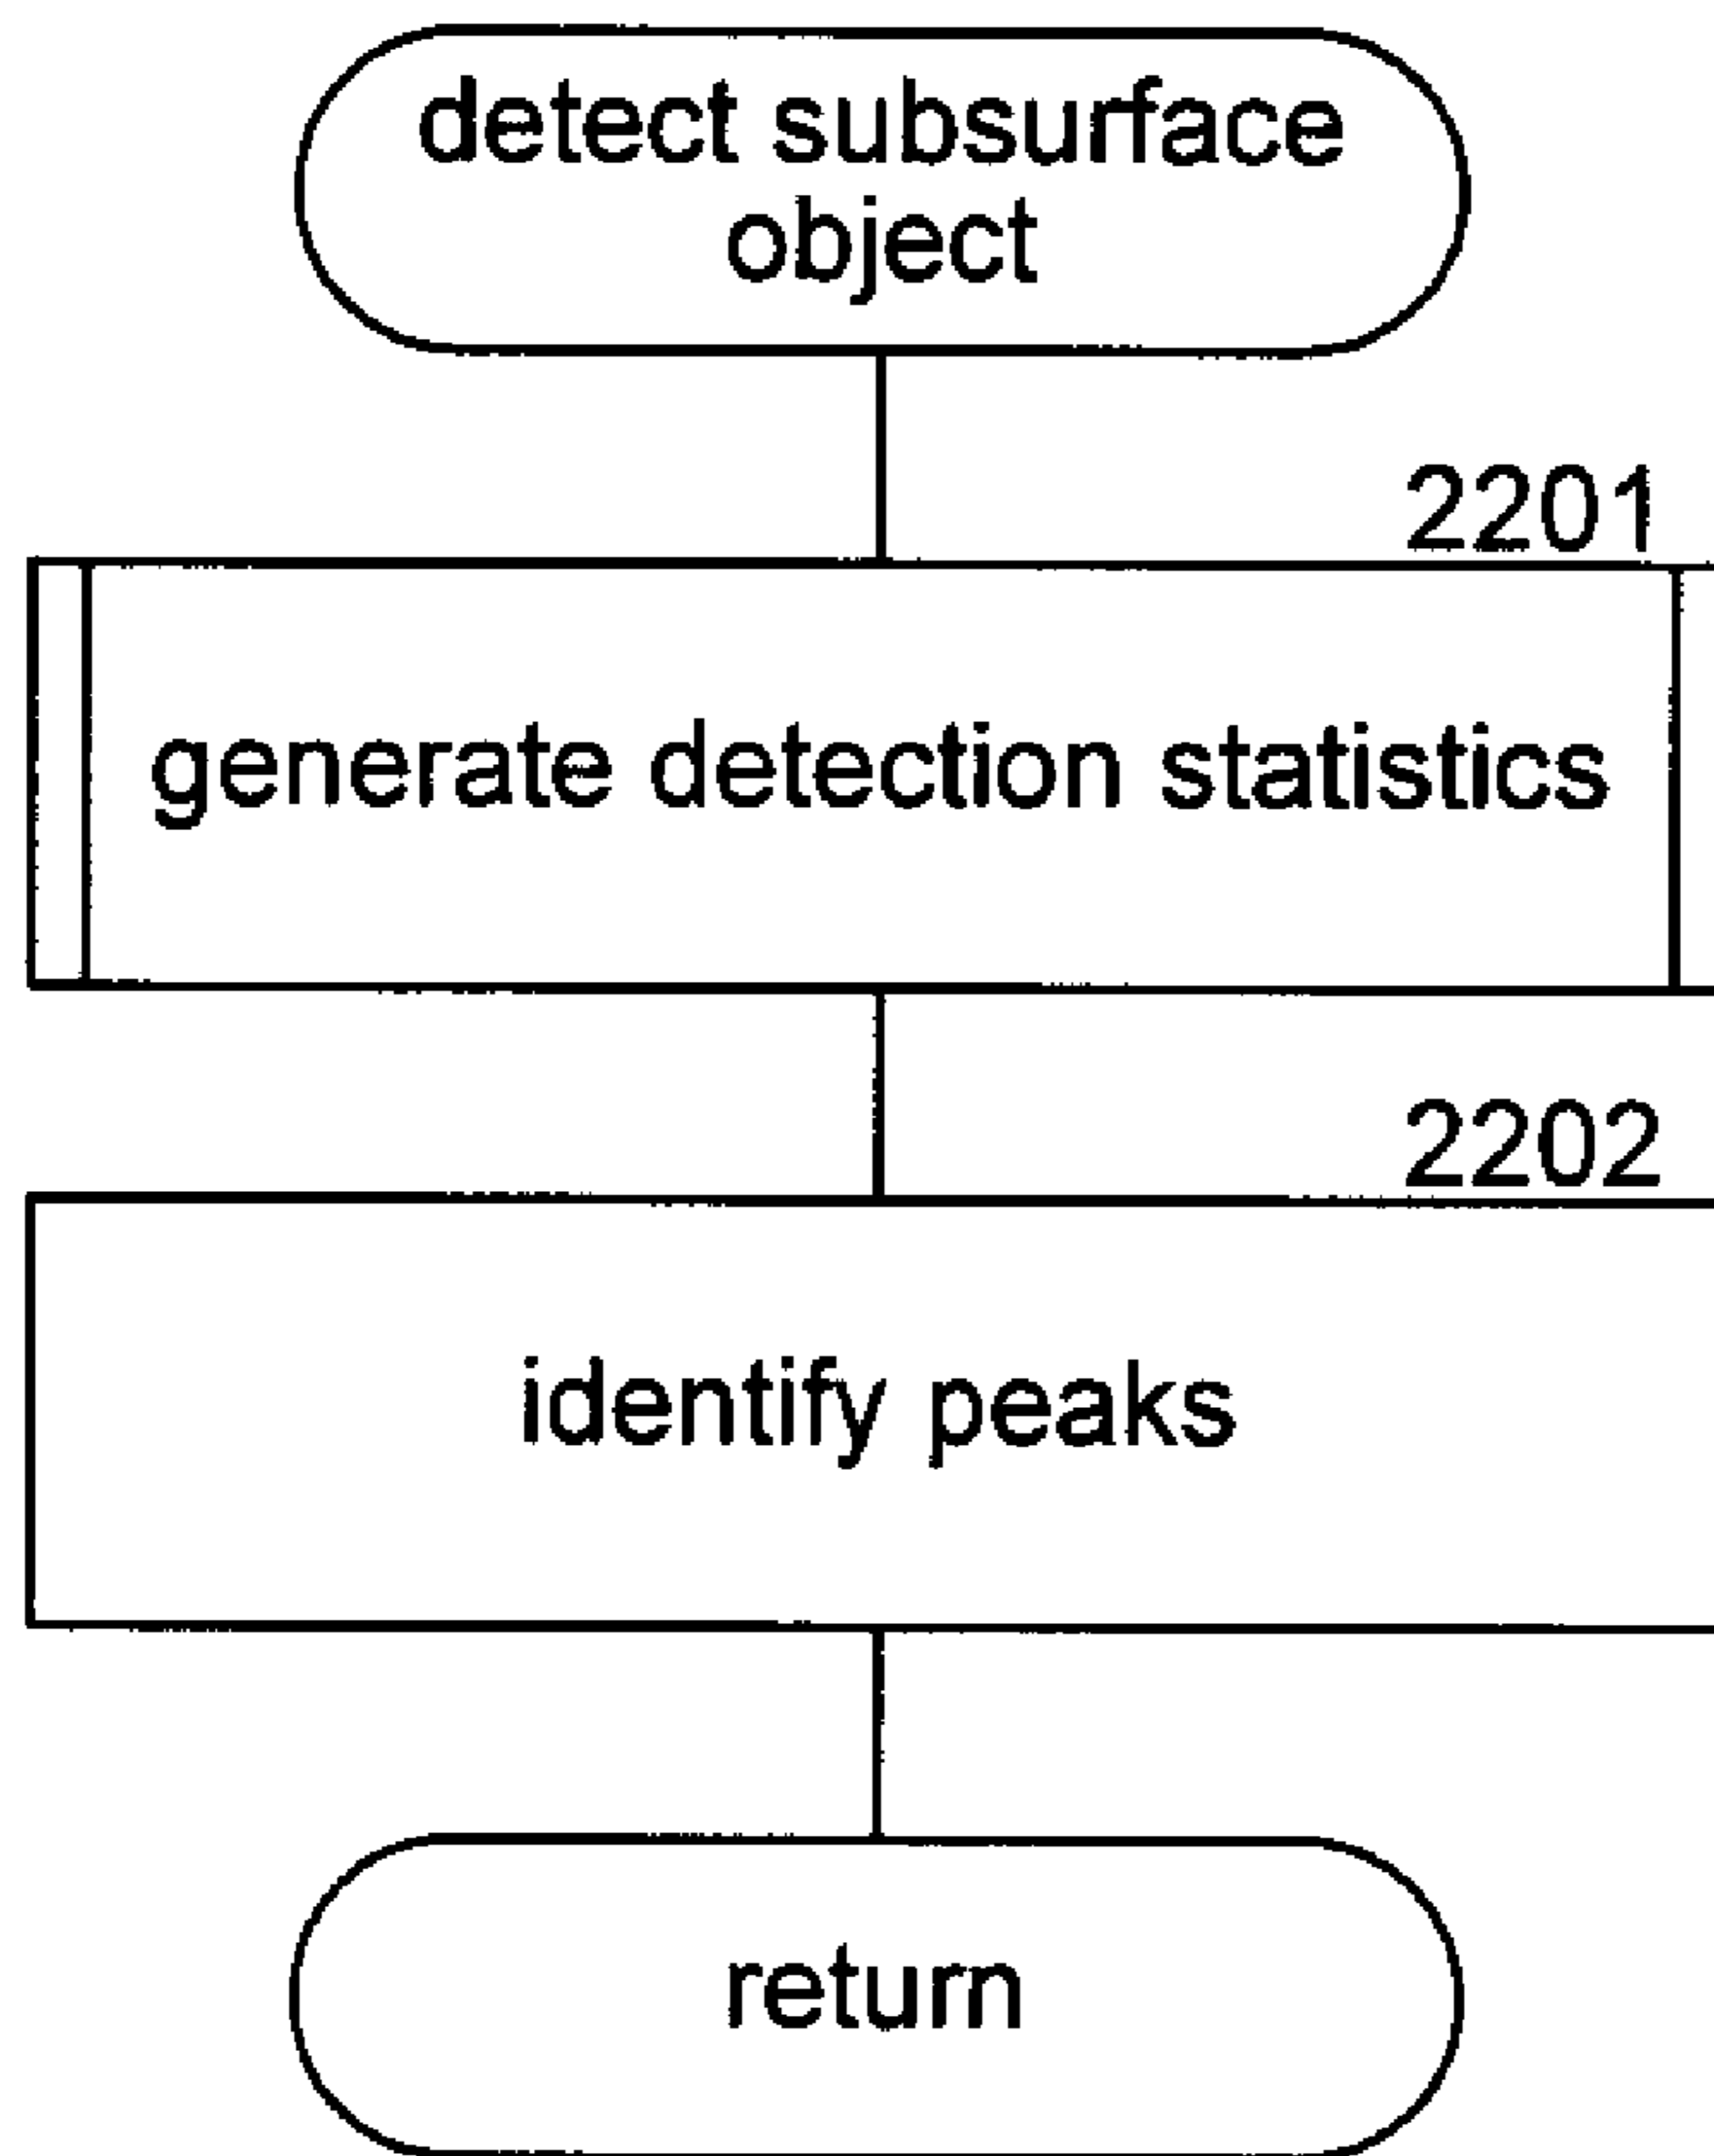 detect subsurface
object
2201
generate detection statistics
2202
identify peaks
return